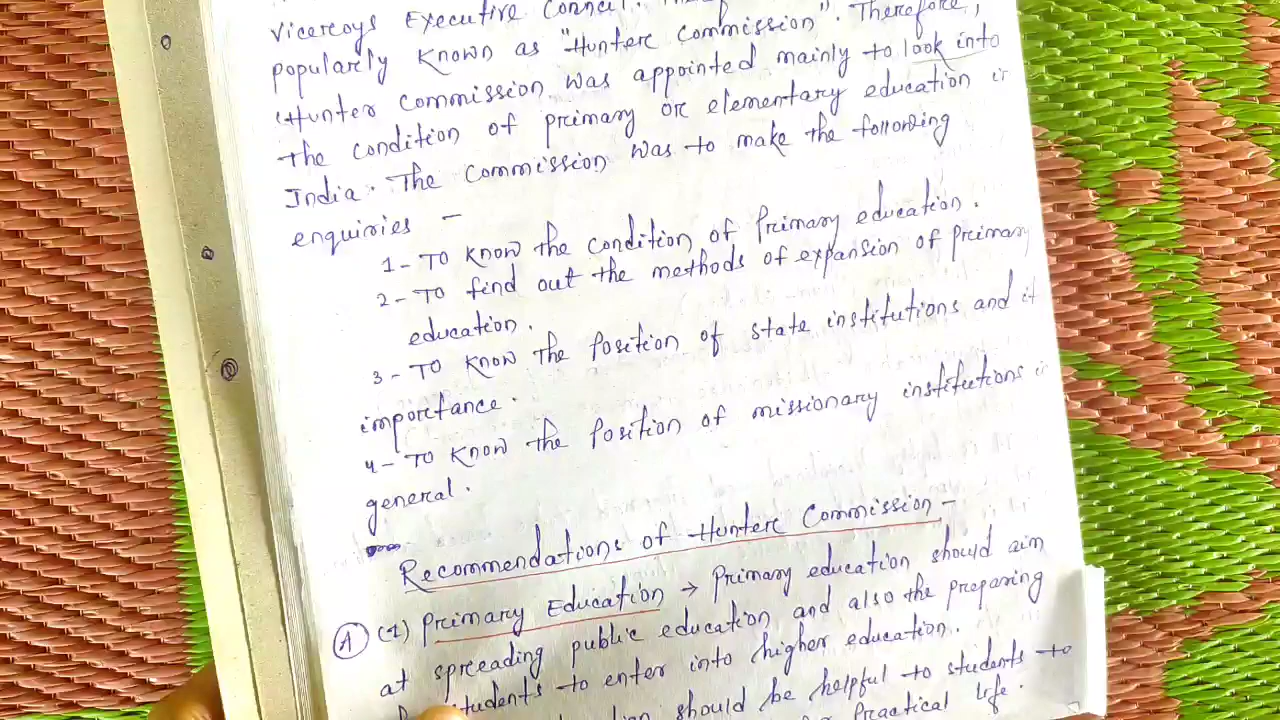 Viceroys Executive Council.
popularly known as "Hunter Commission". Therefore,
Hunter Commission was appointed mainly to look into
the condition of primary or elementary education in
India. The Commission was to make the following
enquiries -
1- To know the condition of Primary education.
2- To find out the methods of expansion of primary
education.
3- To know the Position of state institutions and it
importance.
4- To know the Position of missionary institutions i
general.
Recommendations of Hunter Commission -
A (1) Primary Education → Primary education should aim
at spreading public education and also the preparing
students to enter into higher education.
should be helpful to students to
Practical life.